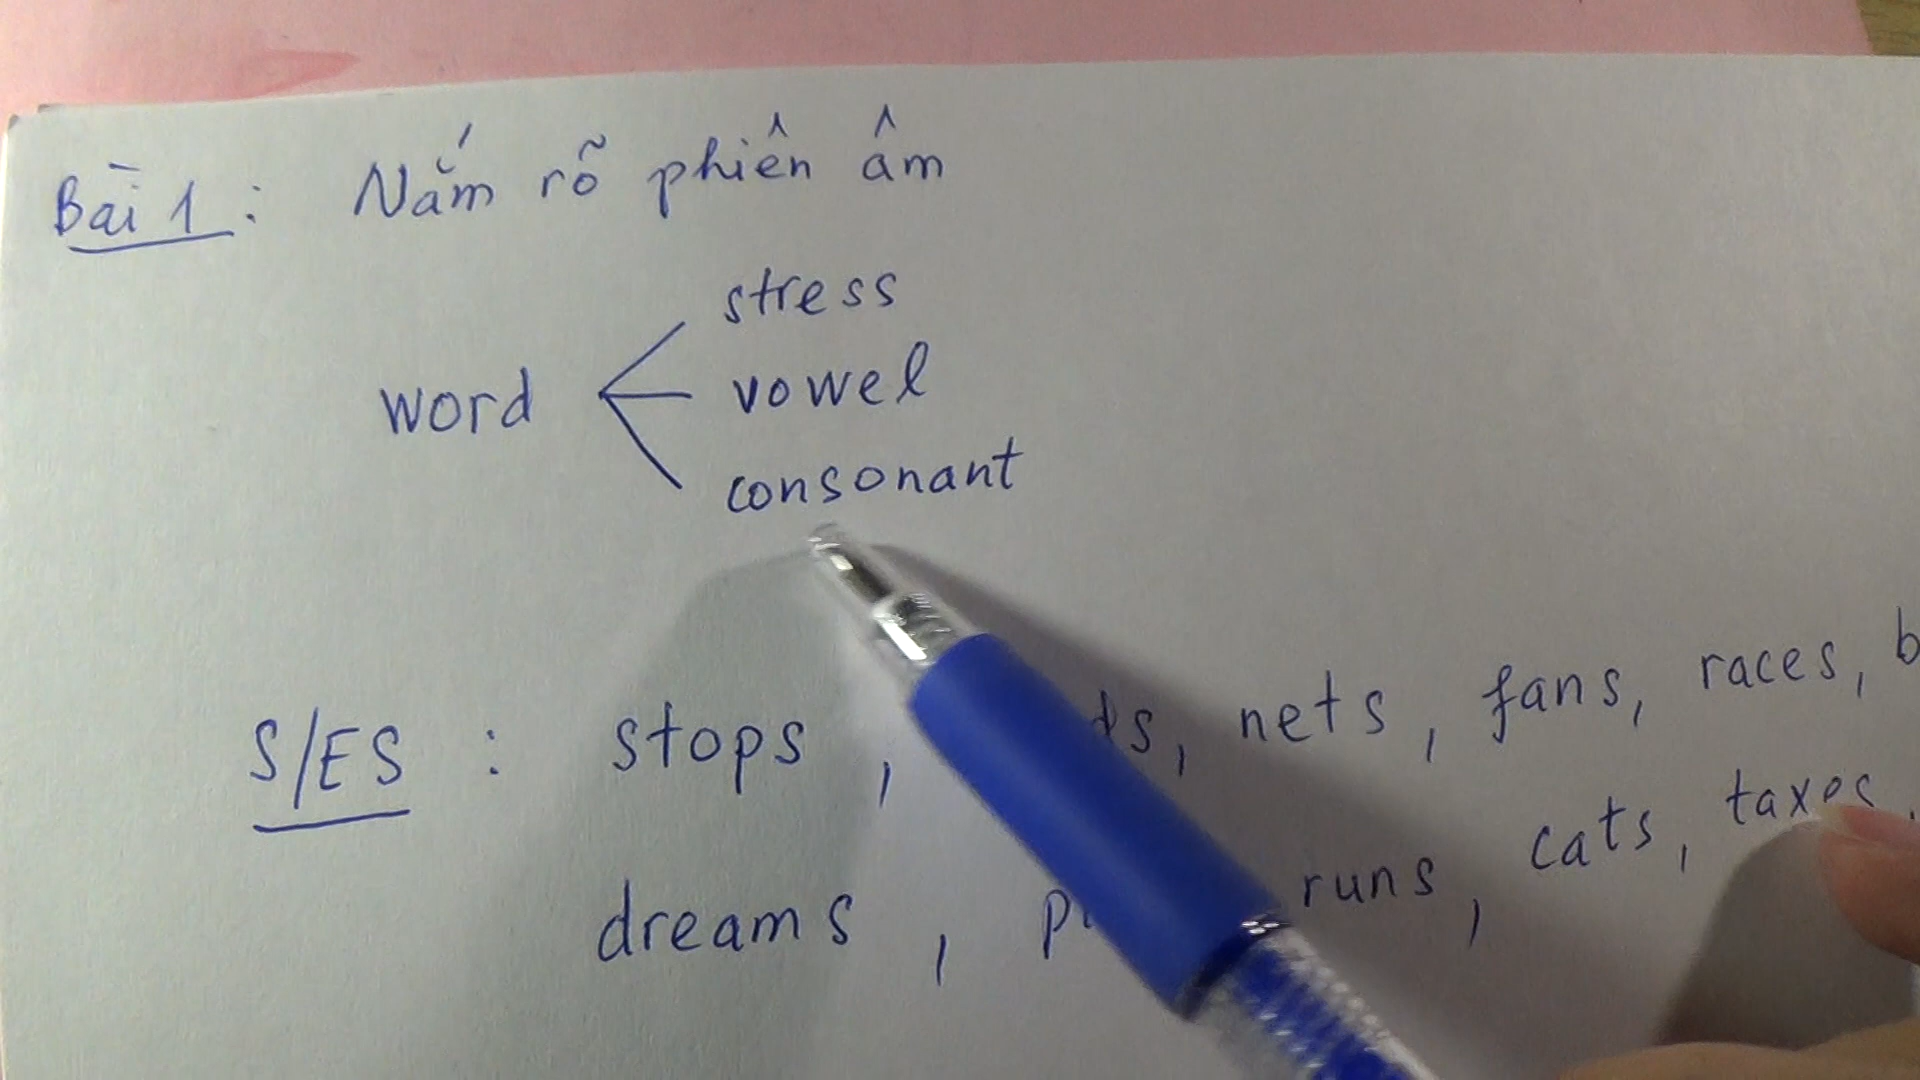 Bài 1: Nắm rõ phiên âm
stress
word vowel
consonant
S/ES : stops, nets, fans, races,
dreams, runs, cats, taxes,